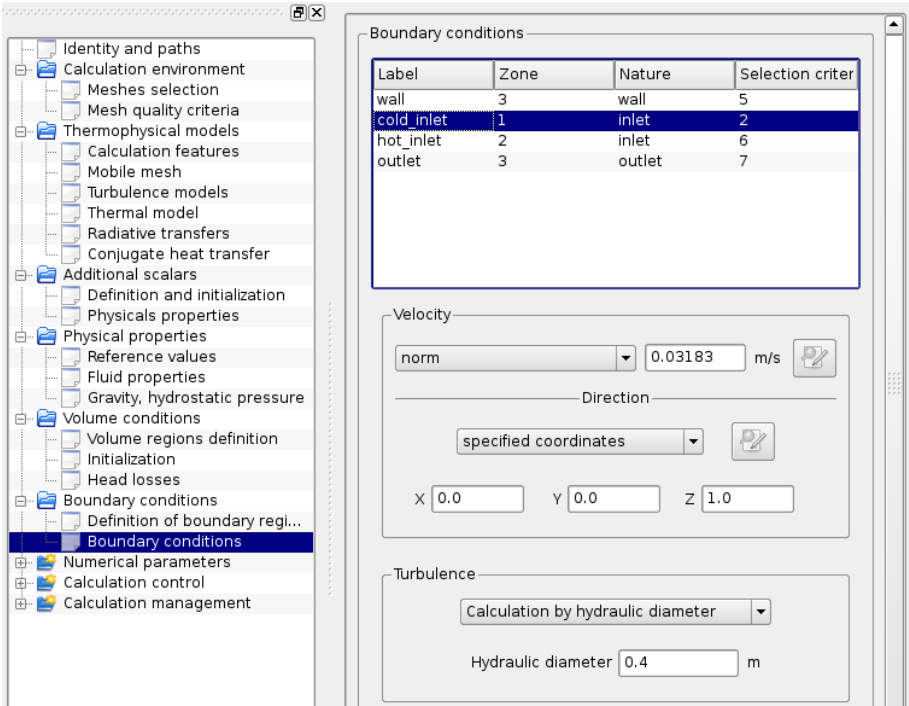 Identity and paths
Calculation environment
Meshes selection
Mesh quality criteria
Thermophysical models
Calculation features
Mobile mesh
Turbulence models
Thermal model
Radiative transfers
Conjugate heat transfer
Additional scalars
Definition and initialization
Physicals properties
Physical properties
Reference values
Fluid properties
Gravity, hydrostatic pressure
Volume conditions
Volume regions definition
Initialization
Head losses
Boundary conditions
Definition of boundary regi...
Boundary conditions
Numerical parameters
Calculation control
Calculation management
Boundary conditions
Label Zone Nature Selection criter
wall 3 wall 5
cold_inlet 1 inlet 2
hot_inlet 2 inlet 6
outlet 3 outlet 7
Velocity
norm 0.03183 m/s
Direction
specified coordinates
X 0.0 Y 0.0 Z 1.0
Turbulence
Calculation by hydraulic diameter
Hydraulic diameter 0.4 m